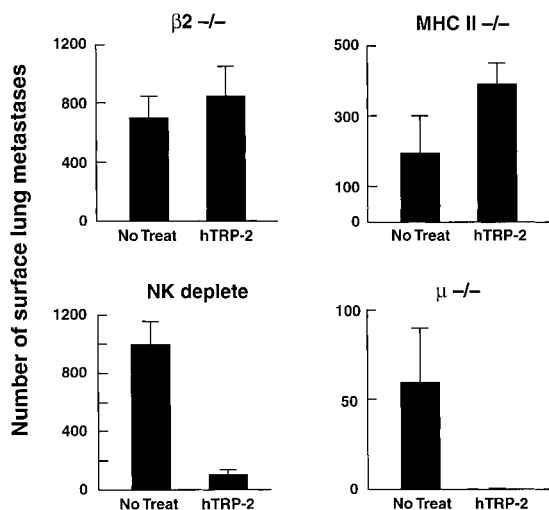 Number of surface lung metastases
β2 –/–
1200
800
400
0
No Treat hTRP-2
MHC II –/–
500
300
100
0
No Treat hTRP-2
NK deplete
1200
800
400
0
No Treat hTRP-2
μ –/–
100
50
0
No Treat hTRP-2